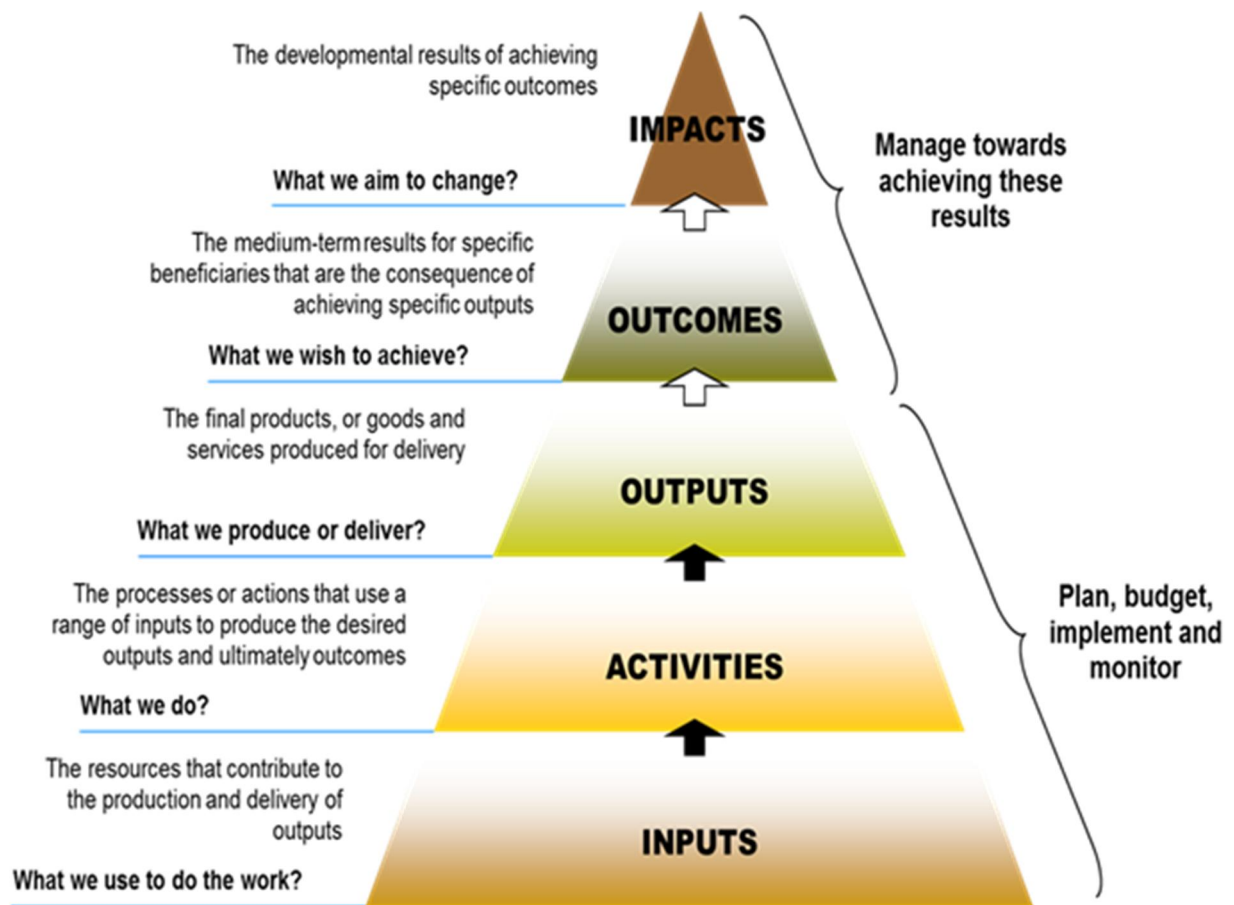 The developmental results of achieving
specific outcomes
IMPACTS
What we aim to change?
Manage towards
achieving these
results
The medium-term results for specific
beneficiaries that are the consequence of
achieving specific outputs
OUTCOMES
What we wish to achieve?
The final products, or goods and
services produced for delivery
OUTPUTS
What we produce or deliver?
The processes or actions that use a
range of inputs to produce the desired
outputs and ultimately outcomes
ACTIVITIES
What we do?
Plan, budget,
implement and
monitor
The resources that contribute to
the production and delivery of
outputs
INPUTS
What we use to do the work?